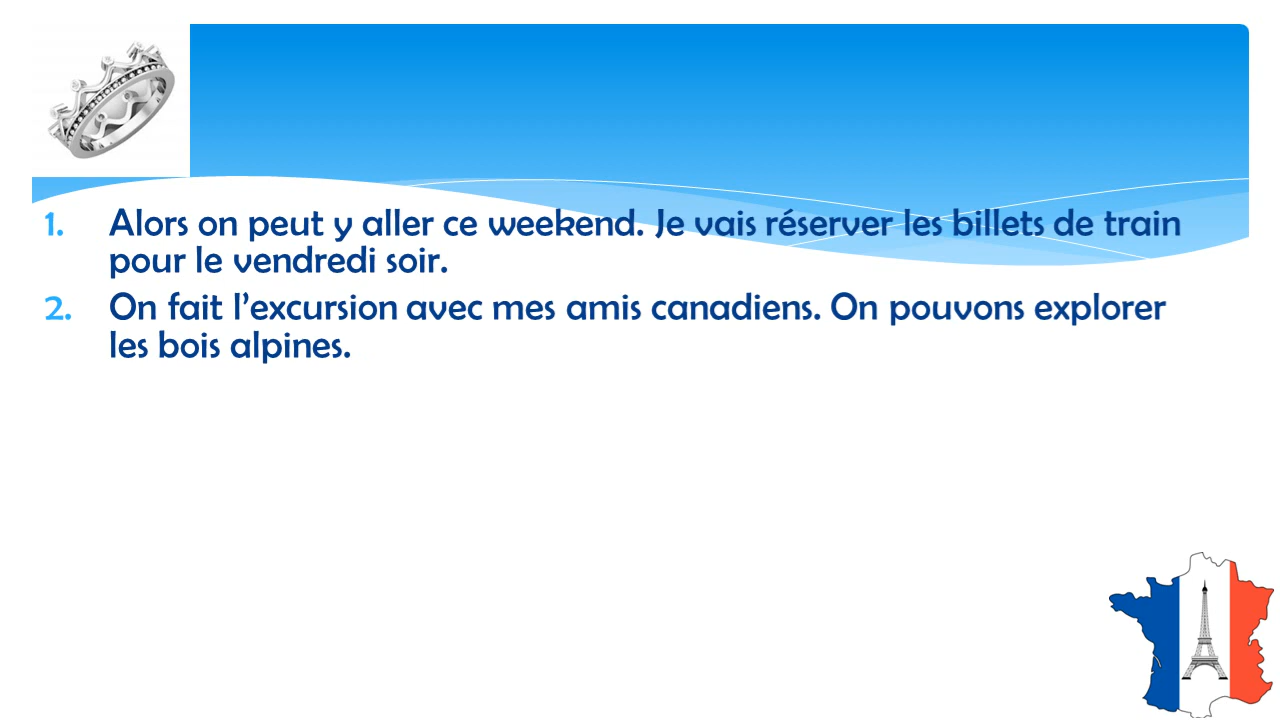 1. Alors on peut y aller ce weekend. Je vais réserver les billets de train
pour le vendredi soir.
2. On fait l’excursion avec mes amis canadiens. On pouvons explorer
les bois alpines.